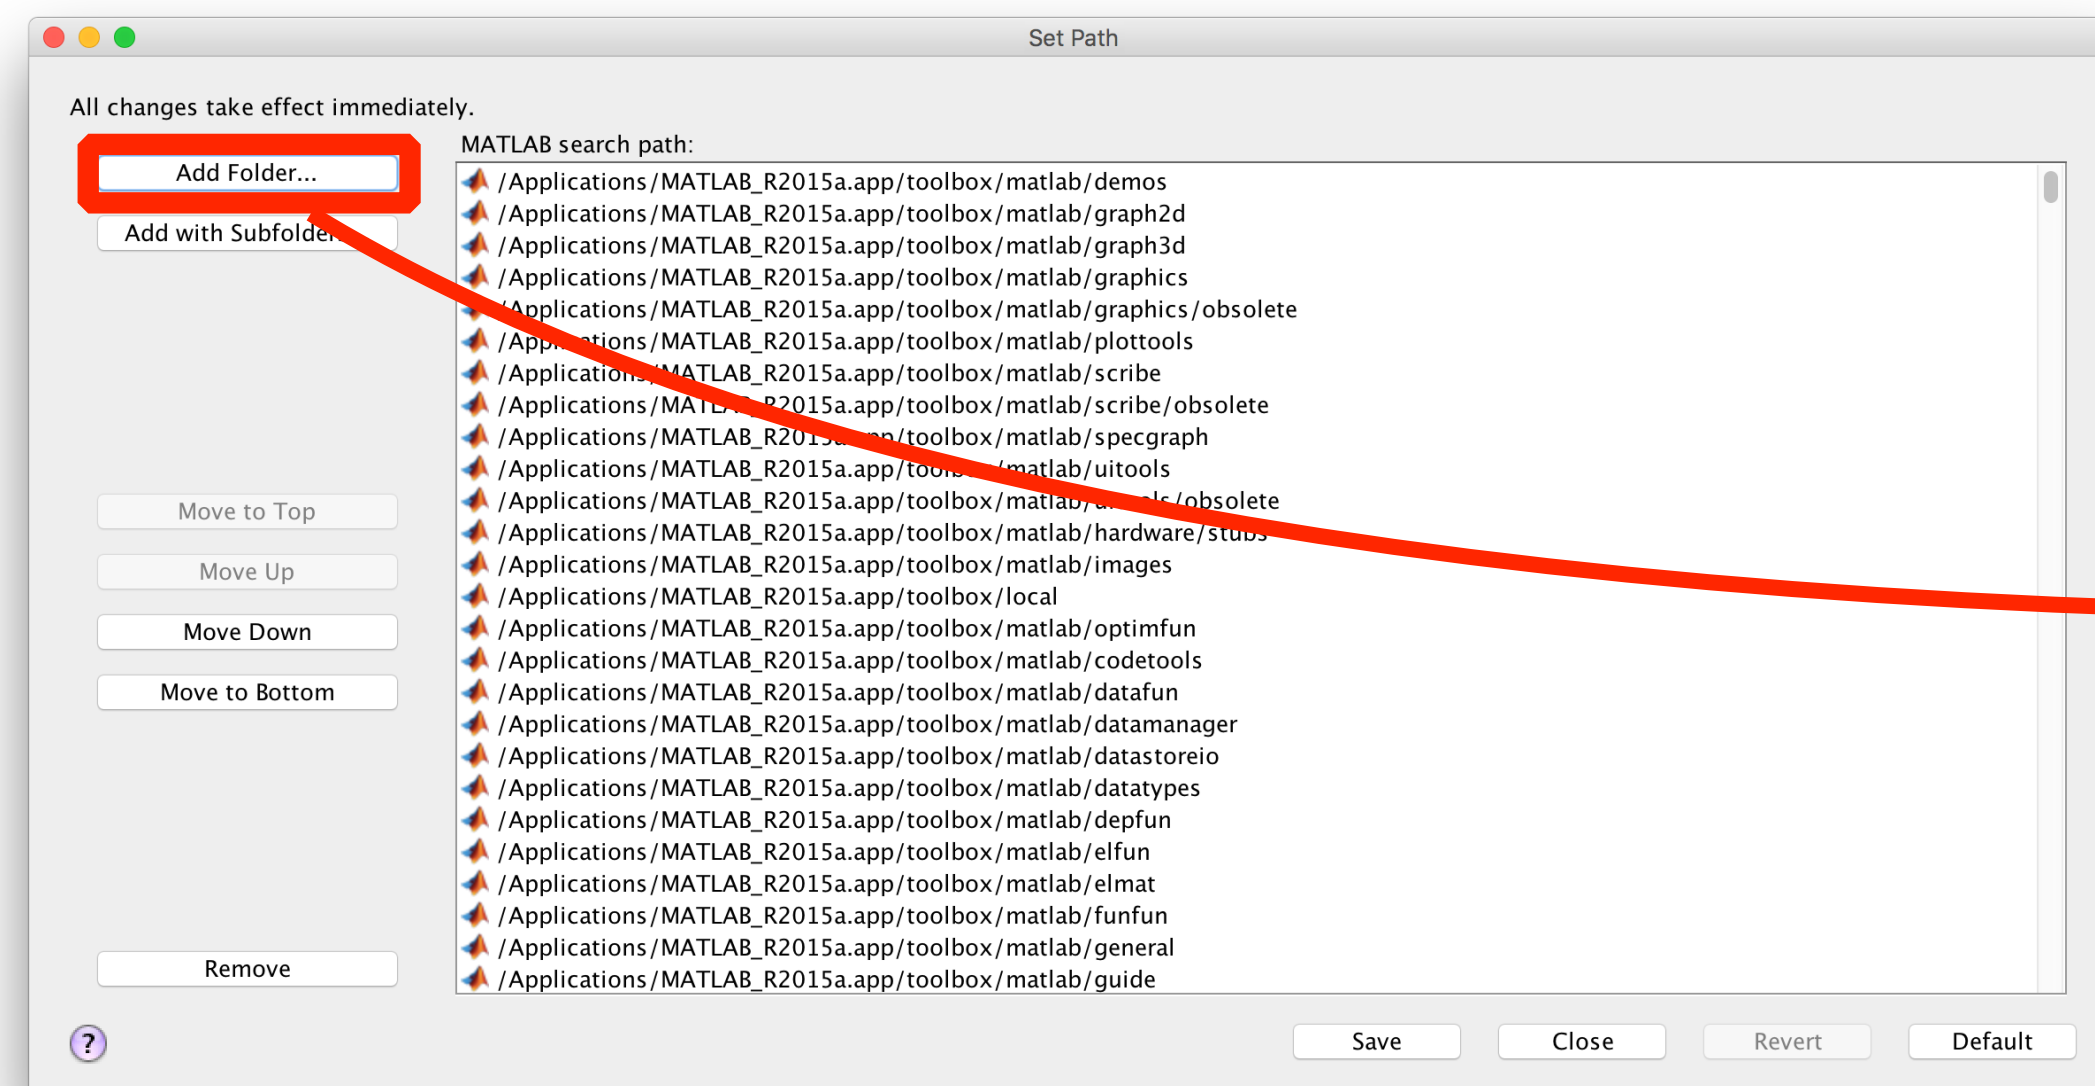 Set Path
All changes take effect immediately.
Add Folder...
Add with Subfolder
MATLAB search path:
/Applications/MATLAB_R2015a.app/toolbox/matlab/demos
/Applications/MATLAB_R2015a.app/toolbox/matlab/graph2d
/Applications/MATLAB_R2015a.app/toolbox/matlab/graph3d
/Applications/MATLAB_R2015a.app/toolbox/matlab/graphics
/Applications/MATLAB_R2015a.app/toolbox/matlab/graphics/obsolete
/Applications/MATLAB_R2015a.app/toolbox/matlab/plottools
/Applications/MATLAB_R2015a.app/toolbox/matlab/scribe
/Applications/MATLAB_R2015a.app/toolbox/matlab/scribe/obsolete
/Applications/MATLAB_R2015a.app/toolbox/matlab/specgraph
/Applications/MATLAB_R2015a.app/toolbox/matlab/uitools
/Applications/MATLAB_R2015a.app/toolbox/matlab/uitools/obsolete
/Applications/MATLAB_R2015a.app/toolbox/matlab/hardware/stubs
/Applications/MATLAB_R2015a.app/toolbox/matlab/images
/Applications/MATLAB_R2015a.app/toolbox/local
/Applications/MATLAB_R2015a.app/toolbox/matlab/optimfun
/Applications/MATLAB_R2015a.app/toolbox/matlab/codetools
/Applications/MATLAB_R2015a.app/toolbox/matlab/datafun
/Applications/MATLAB_R2015a.app/toolbox/matlab/datamanager
/Applications/MATLAB_R2015a.app/toolbox/matlab/datastoreio
/Applications/MATLAB_R2015a.app/toolbox/matlab/datatypes
/Applications/MATLAB_R2015a.app/toolbox/matlab/depfun
/Applications/MATLAB_R2015a.app/toolbox/matlab/elfun
/Applications/MATLAB_R2015a.app/toolbox/matlab/elmat
/Applications/MATLAB_R2015a.app/toolbox/matlab/funfun
/Applications/MATLAB_R2015a.app/toolbox/matlab/general
/Applications/MATLAB_R2015a.app/toolbox/matlab/guide
Move to Top
Move Up
Move Down
Move to Bottom
Remove
?
Save
Close
Revert
Default